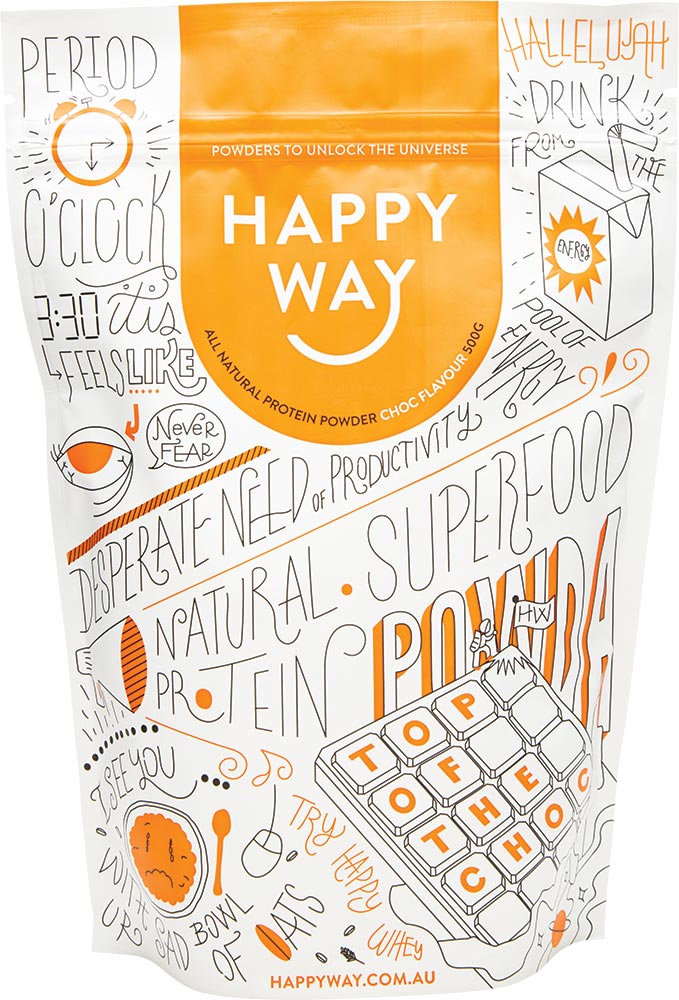 PERIOD
O'CLOCK
3:30 itis
FEELS LIKE
NEVER
FEAR
HALLELUJAH
DRINK
FROM THE
ENERGY
POOL OF
ENERGY
POWDERS TO UNLOCK THE UNIVERSE
HAPPY
WAY
ALL NATURAL PROTEIN POWDER CHOC FLAVOUR 500G
DESPERATE NEED OF PRODUCTIVITY
NATURAL SUPERFOOD
PROTEIN POWDA
HW
TOP
OF
THE
CHOC
I SEE YOU
WITH UR SAD
BOWL
OF OATS
TRY HAPPY
WHEY
HAPPYWAY.COM.AU